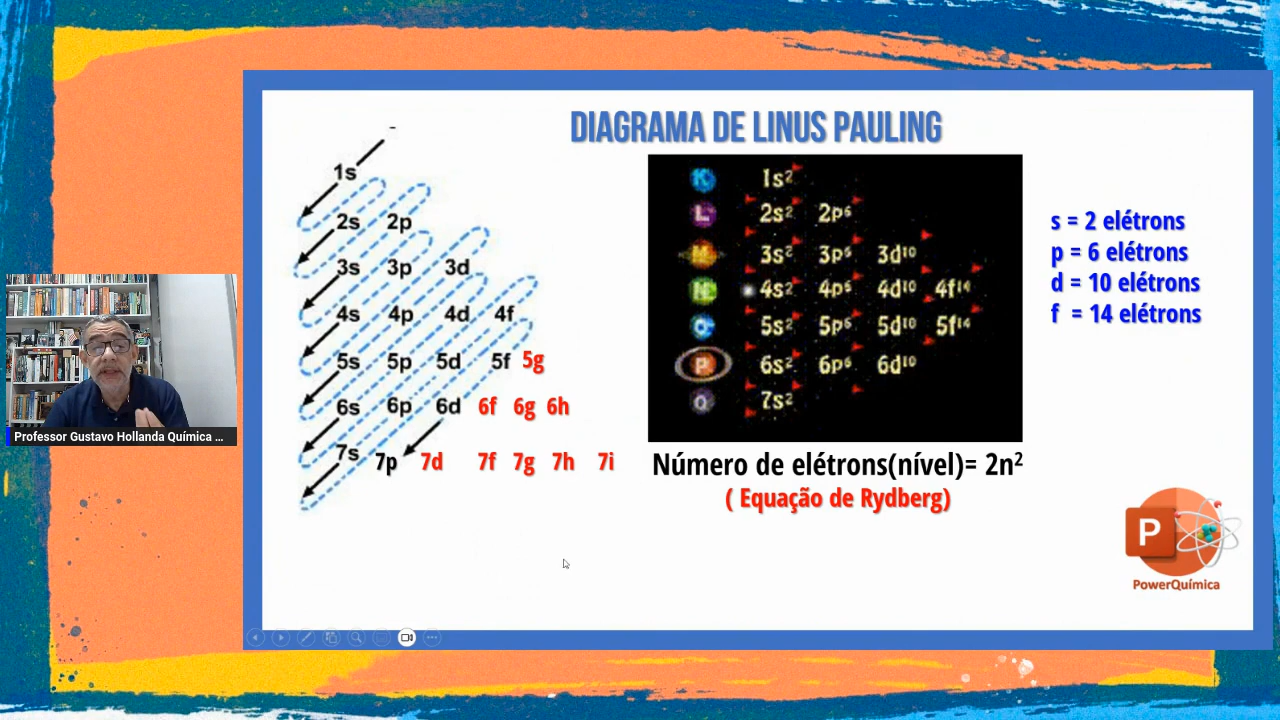 DIAGRAMA DE LINUS PAULING
1s
2s 2p
3s 3p 3d
4s 4p 4d 4f
5s 5p 5d 5f 5g
6s 6p 6d 6f 6g 6h
7s 7p 7d 7f 7g 7h 7i
K 1s²
L 2s² 2p⁶
M 3s² 3p⁶ 3d¹⁰
N 4s² 4p⁶ 4d¹⁰ 4f¹⁴
O 5s² 5p⁶ 5d¹⁰ 5f¹⁴
P 6s² 6p⁶ 6d¹⁰
Q 7s²
s = 2 elétrons
p = 6 elétrons
d = 10 elétrons
f = 14 elétrons
Número de elétrons(nível)= 2n²
( Equação de Rydberg)
Professor Gustavo Hollanda Química ...
P
PowerQuímica